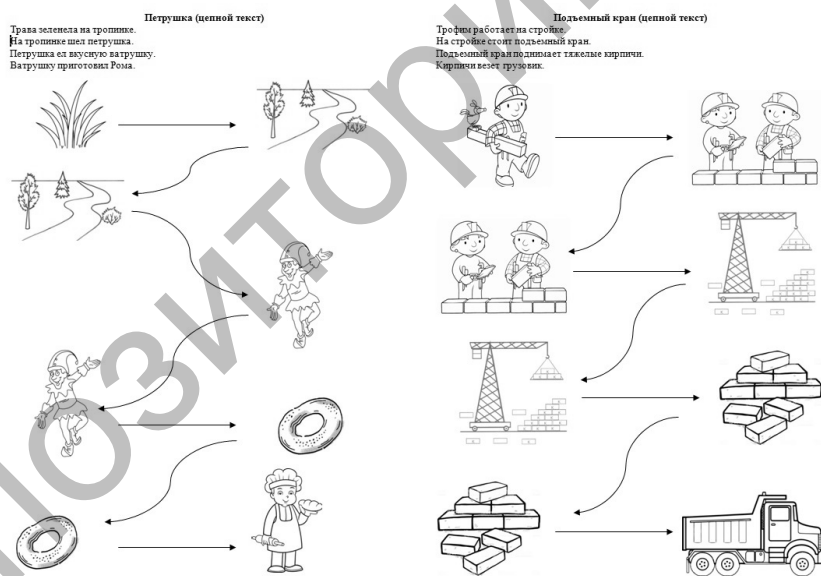 Петрушка (цепной текст)
Трава зеленела на тропинке.
На тропинке шел петрушка.
Петрушка ел вкусную ватрушку.
Ватрушку приготовил Рома.
Подъемный кран (цепной текст)
Трофим работает на стройке.
На стройке стоит подъемный кран.
Подъемный кран поднимает тяжелые кирпичи.
Кирпичи везет грузовик.
ПОЗИТОРИ